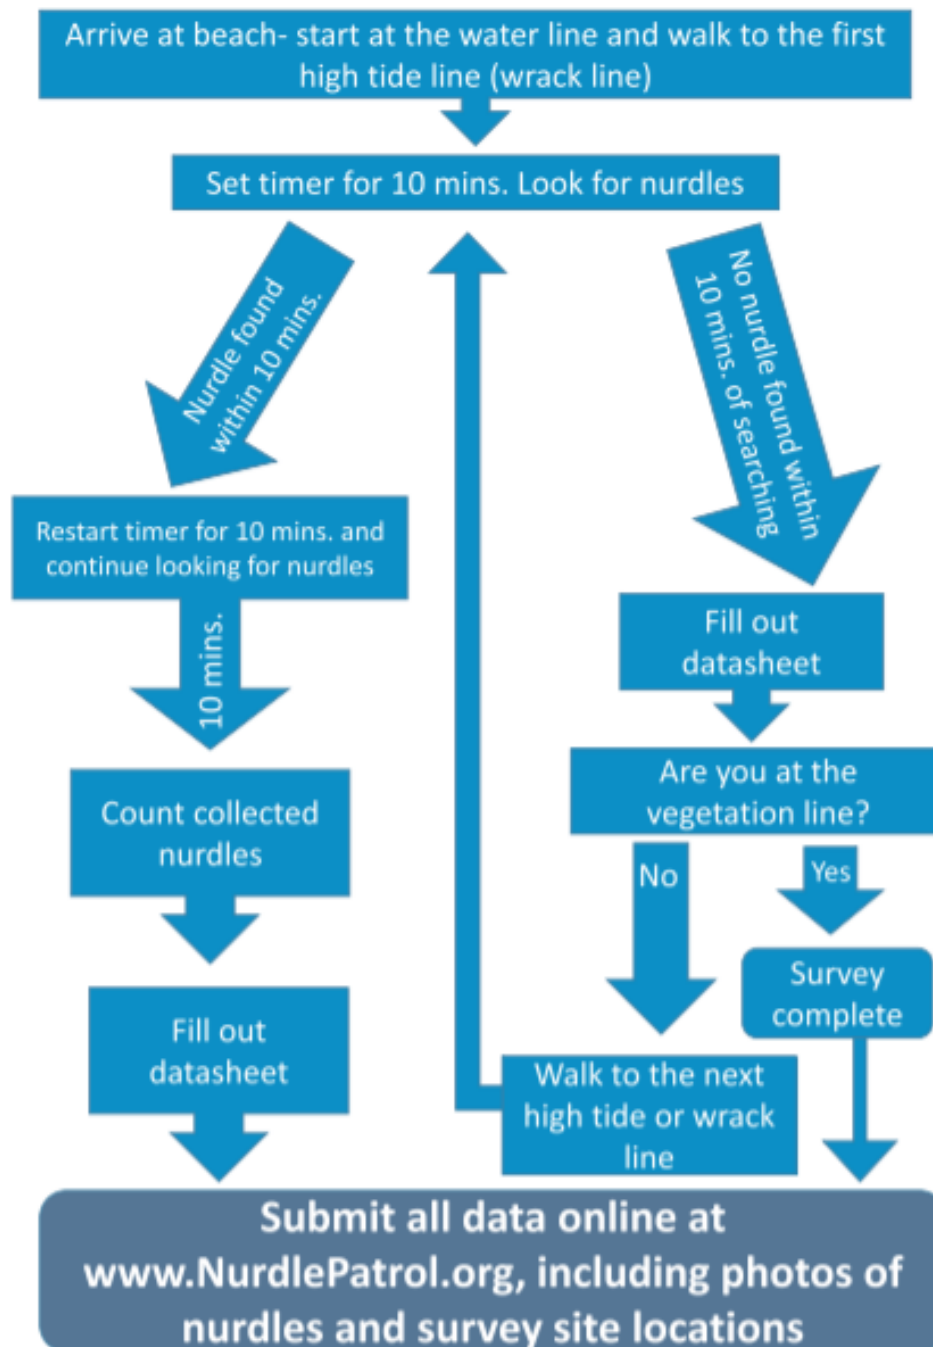 Arrive at beach- start at the water line and walk to the first
high tide line (wrack line)
Set timer for 10 mins. Look for nurdles
Nurdle found
within 10 mins.
No nurdle found within
10 mins. of searching
Restart timer for 10 mins. and
continue looking for nurdles
10 mins.
Count collected
nurdles
Fill out
datasheet
Fill out
datasheet
Are you at the
vegetation line?
No
Yes
Survey
complete
Walk to the next
high tide or wrack
line
Submit all data online at
www.NurdlePatrol.org, including photos of
nurdles and survey site locations